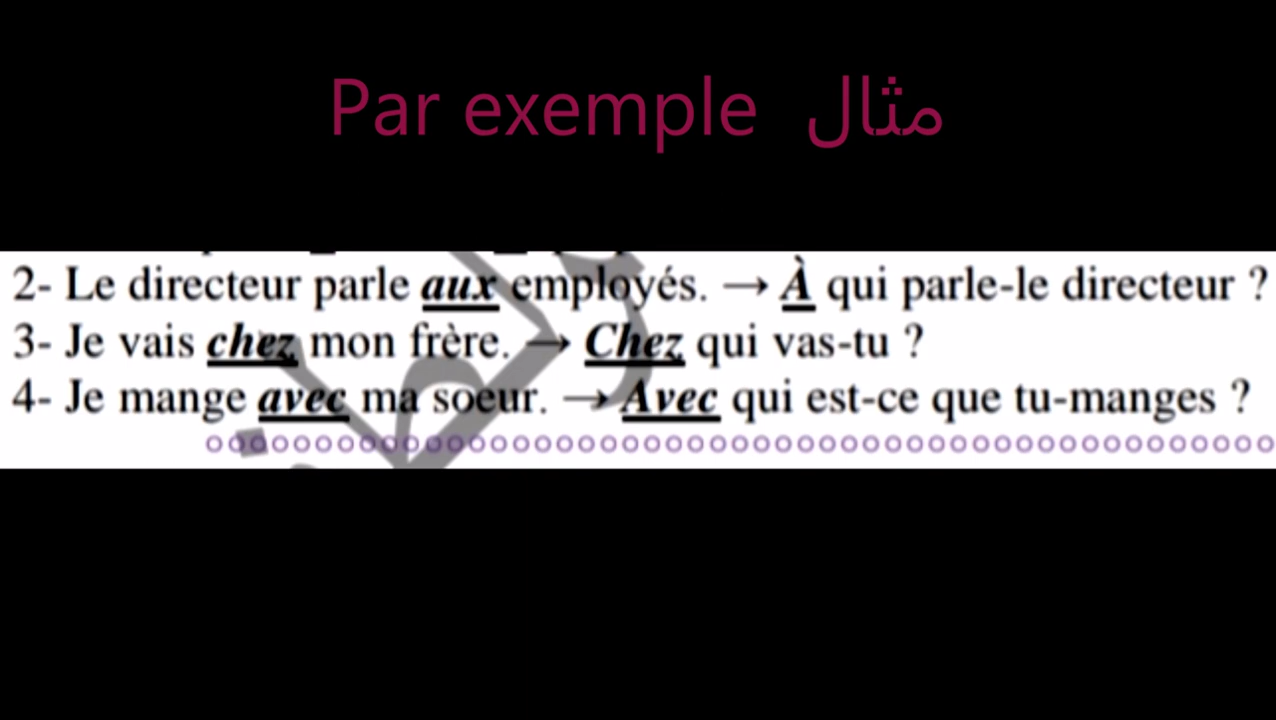 Par exemple مثال
2- Le directeur parle aux employés. → À qui parle-le directeur ?
3- Je vais chez mon frère. → Chez qui vas-tu ?
4- Je mange avec ma soeur. → Avec qui est-ce que tu-manges ?